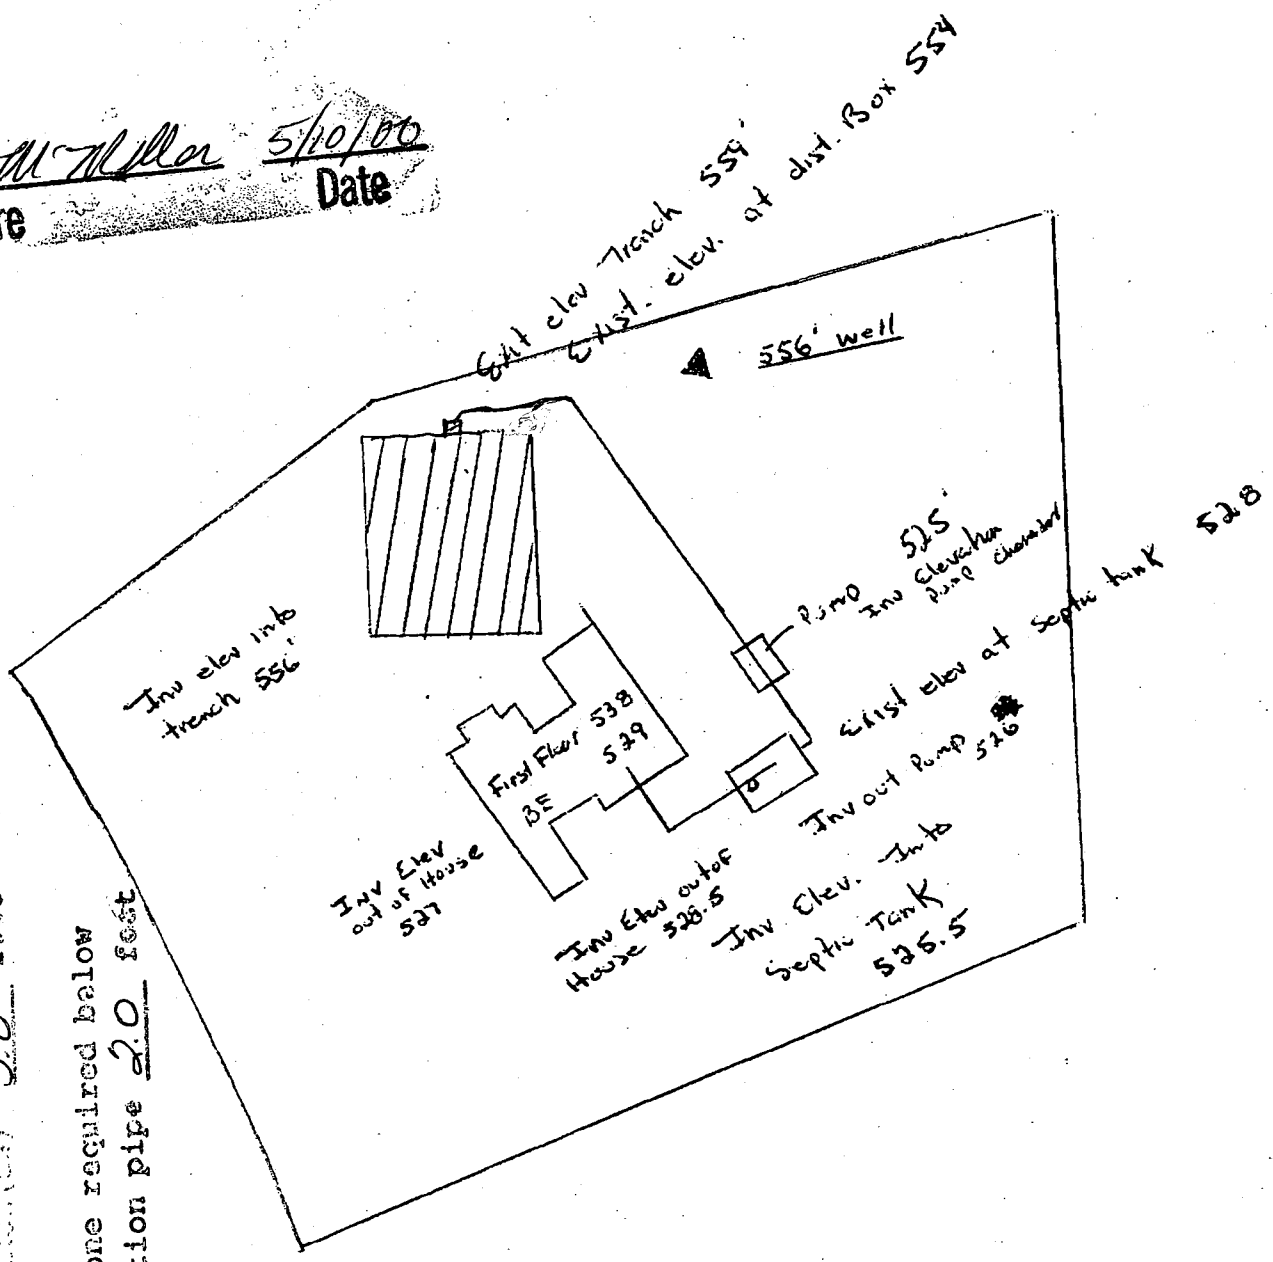 5/10/00
Date
Exist. elev. at dist. Box 554
elev Trench 559'
556' well
525'
Pump Inv Elevation
Pump Chamber
Exist elev at septic tank 528
Inv elev into
trench 556'
First Floor 538
BE 529
Inv out Pump 526
Inv Elev
out of House
527
Inv Elev out of
House 528.5
Inv Elev. Into
Septic Tank
525.5
one required below
tion pipe 2.0 feet